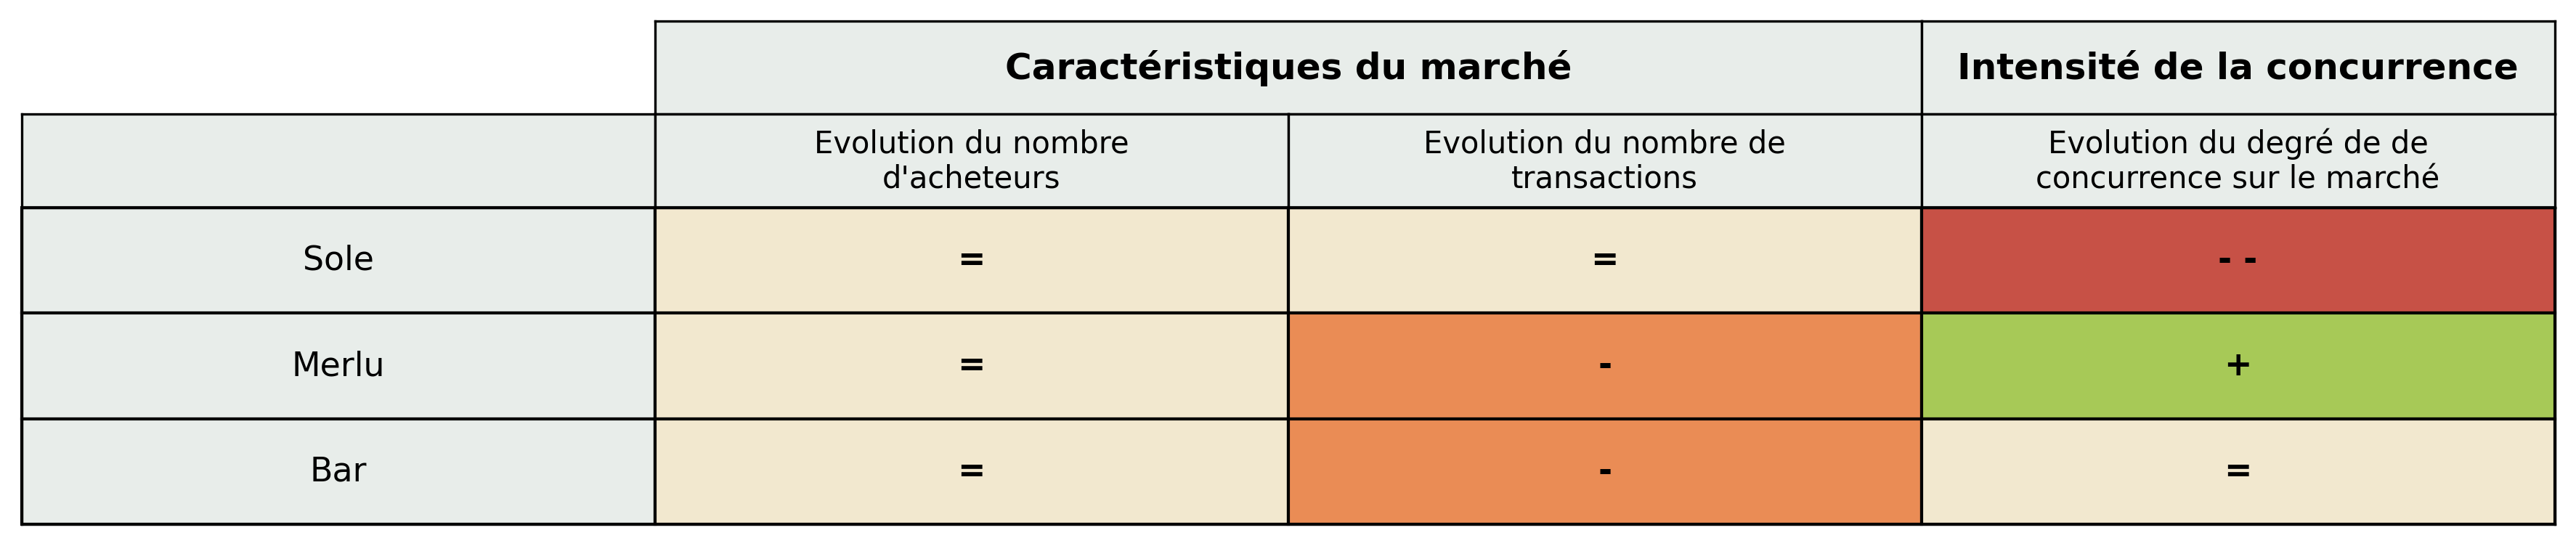 Caractéristiques du marché
Intensité de la concurrence
Evolution du nombre
d'acheteurs
Evolution du nombre de
transactions
Evolution du degré de de
concurrence sur le marché
Sole
=
=
- -
Merlu
=
-
+
Bar
=
-
=